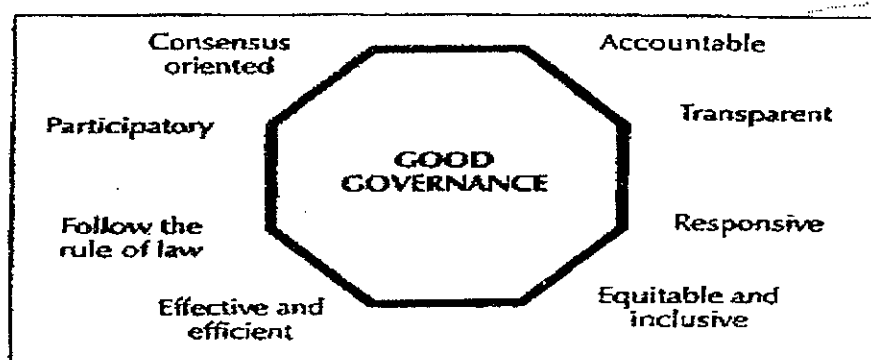 Consensus
oriented
Accountable
Participatory
Transparent
GOOD
GOVERNANCE
Follow the
rule of law
Responsive
Effective and
efficient
Equitable and
inclusive